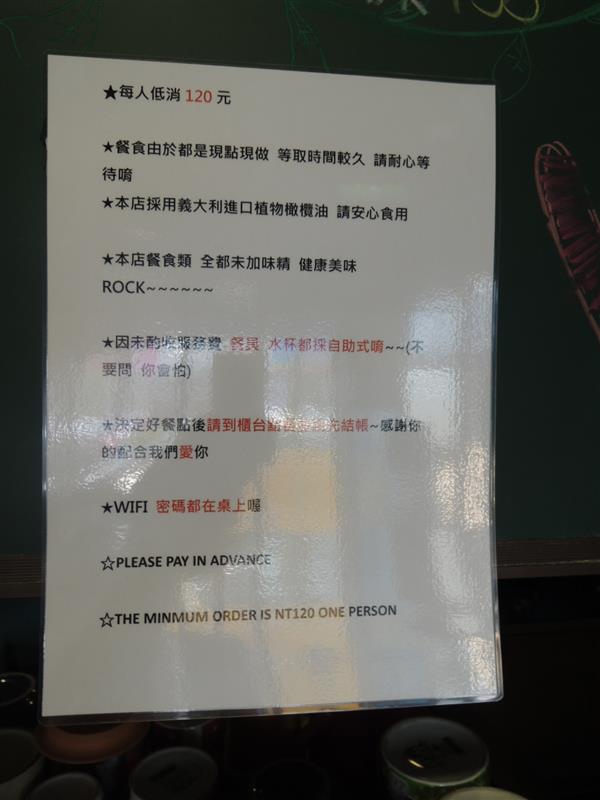 ★每人低消 120 元
★餐食由於都是現點現做 等取時間較久 請耐心等
待唷
★本店採用義大利進口植物橄欖油 請安心食用
★本店餐食類 全都未加味精 健康美味
ROCK~~~~~~
★因未酌收服務費 餐具 水杯都採自助式唷~~(不
要問 你會怕)
★決定好餐點後請到櫃台點餐 先結帳~感謝你
的配合我們愛你
★WIFI 密碼都在桌上喔
☆PLEASE PAY IN ADVANCE
☆THE MINMUM ORDER IS NT120 ONE PERSON